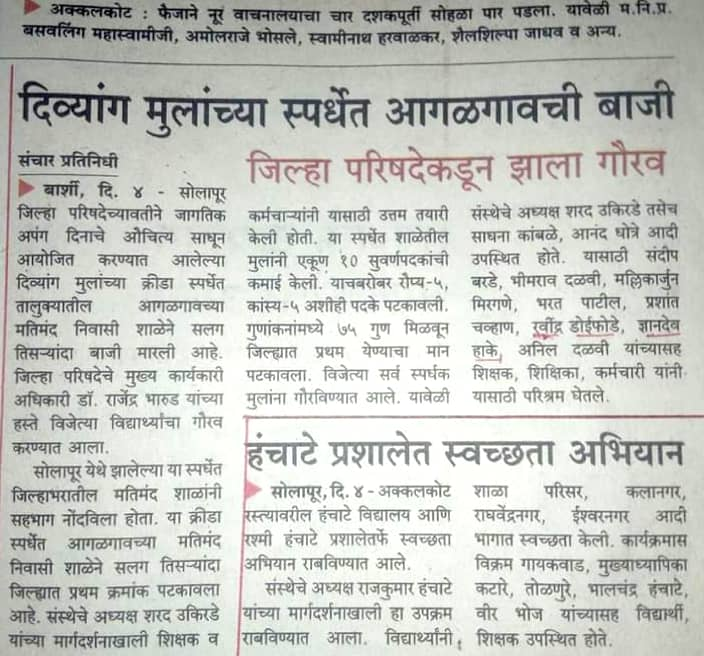 अक्कलकोट : फैजाने नूर वाचनालयाचा चार दशकपूर्ती सोहळा पार पडला. यावेळी म.नि.प्र.
बसवलिंग महास्वामीजी, अमोलराजे भोसले, स्वामीनाथ हरवाळकर, शैलशिल्पा जाधव व अन्य.
दिव्यांग मुलांच्या स्पर्धेत आगळगावची बाजी
जिल्हा परिषदेकडून झाला गौरव
संचार प्रतिनिधी
बार्शी, दि. ४ - सोलापूर
जिल्हा परिषदेच्यावतीने जागतिक
अपंग दिनाचे औचित्य साधून
आयोजित करण्यात आलेल्या
दिव्यांग मुलांच्या क्रीडा स्पर्धेत
तालुक्यातील आगळगावच्या
मतिमंद निवासी शाळेने सलग
तिसऱ्यांदा बाजी मारली आहे.
जिल्हा परिषदेचे मुख्य कार्यकारी
अधिकारी डॉ. राजेंद्र भारुड यांच्या
हस्ते विजेत्या विद्यार्थ्यांचा गौरव
करण्यात आला.
सोलापूर येथे झालेल्या या स्पर्धेत
जिल्हाभरातील मतिमंद शाळांनी
सहभाग नोंदविला होता. या क्रीडा
स्पर्धेत आगळगावच्या मतिमंद
निवासी शाळेने सलग तिसऱ्यांदा
जिल्ह्यात प्रथम क्रमांक पटकावला
आहे. संस्थेचे अध्यक्ष शरद उकिरडे
यांच्या मार्गदर्शनाखाली शिक्षक व
कर्मचाऱ्यांनी यासाठी उत्तम तयारी
केली होती. या स्पर्धेत शाळेतील
मुलांनी एकूण १० सुवर्णपदकांची
कमाई केली. याचबरोबर रौप्य-५,
कांस्य-५ अशीही पदके पटकावली.
गुणांकनांमध्ये ७५ गुण मिळवून
जिल्ह्यात प्रथम येण्याचा मान
पटकावला. विजेत्या सर्व स्पर्धक
मुलांना गौरविण्यात आले. यावेळी
संस्थेचे अध्यक्ष शरद उकिरडे तसेच
साधना कांबळे, आनंद धोत्रे आदी
उपस्थित होते. यासाठी संदीप
बरडे, भीमराव दळवी, मल्लिकार्जुन
मिरगणे, भरत पाटील, प्रशांत
चव्हाण, रवींद्र डोईफोडे, ज्ञानदेव
हाके, अनिल दळवी यांच्यासह
शिक्षक, शिक्षिका, कर्मचारी यांनी
यासाठी परिश्रम घेतले.
हंचाटे प्रशालेत स्वच्छता अभियान
सोलापूर, दि. ४ - अक्कलकोट
रस्त्यावरील हंचाटे विद्यालय आणि
रश्मी हंचाटे प्रशालेतर्फे स्वच्छता
अभियान राबविण्यात आले.
संस्थेचे अध्यक्ष राजकुमार हंचाटे
यांच्या मार्गदर्शनाखाली हा उपक्रम
राबविण्यात आला. विद्यार्थ्यांनी
शाळा परिसर, कलानगर,
राघवेंद्रनगर, ईश्वरनगर आदी
भागात स्वच्छता केली. कार्यक्रमास
विक्रम गायकवाड, मुख्याध्यापिका
कटारे, तोळणुरे, भालचंद्र हंचाटे,
वीर भोज यांच्यासह विद्यार्थी,
शिक्षक उपस्थित होते.